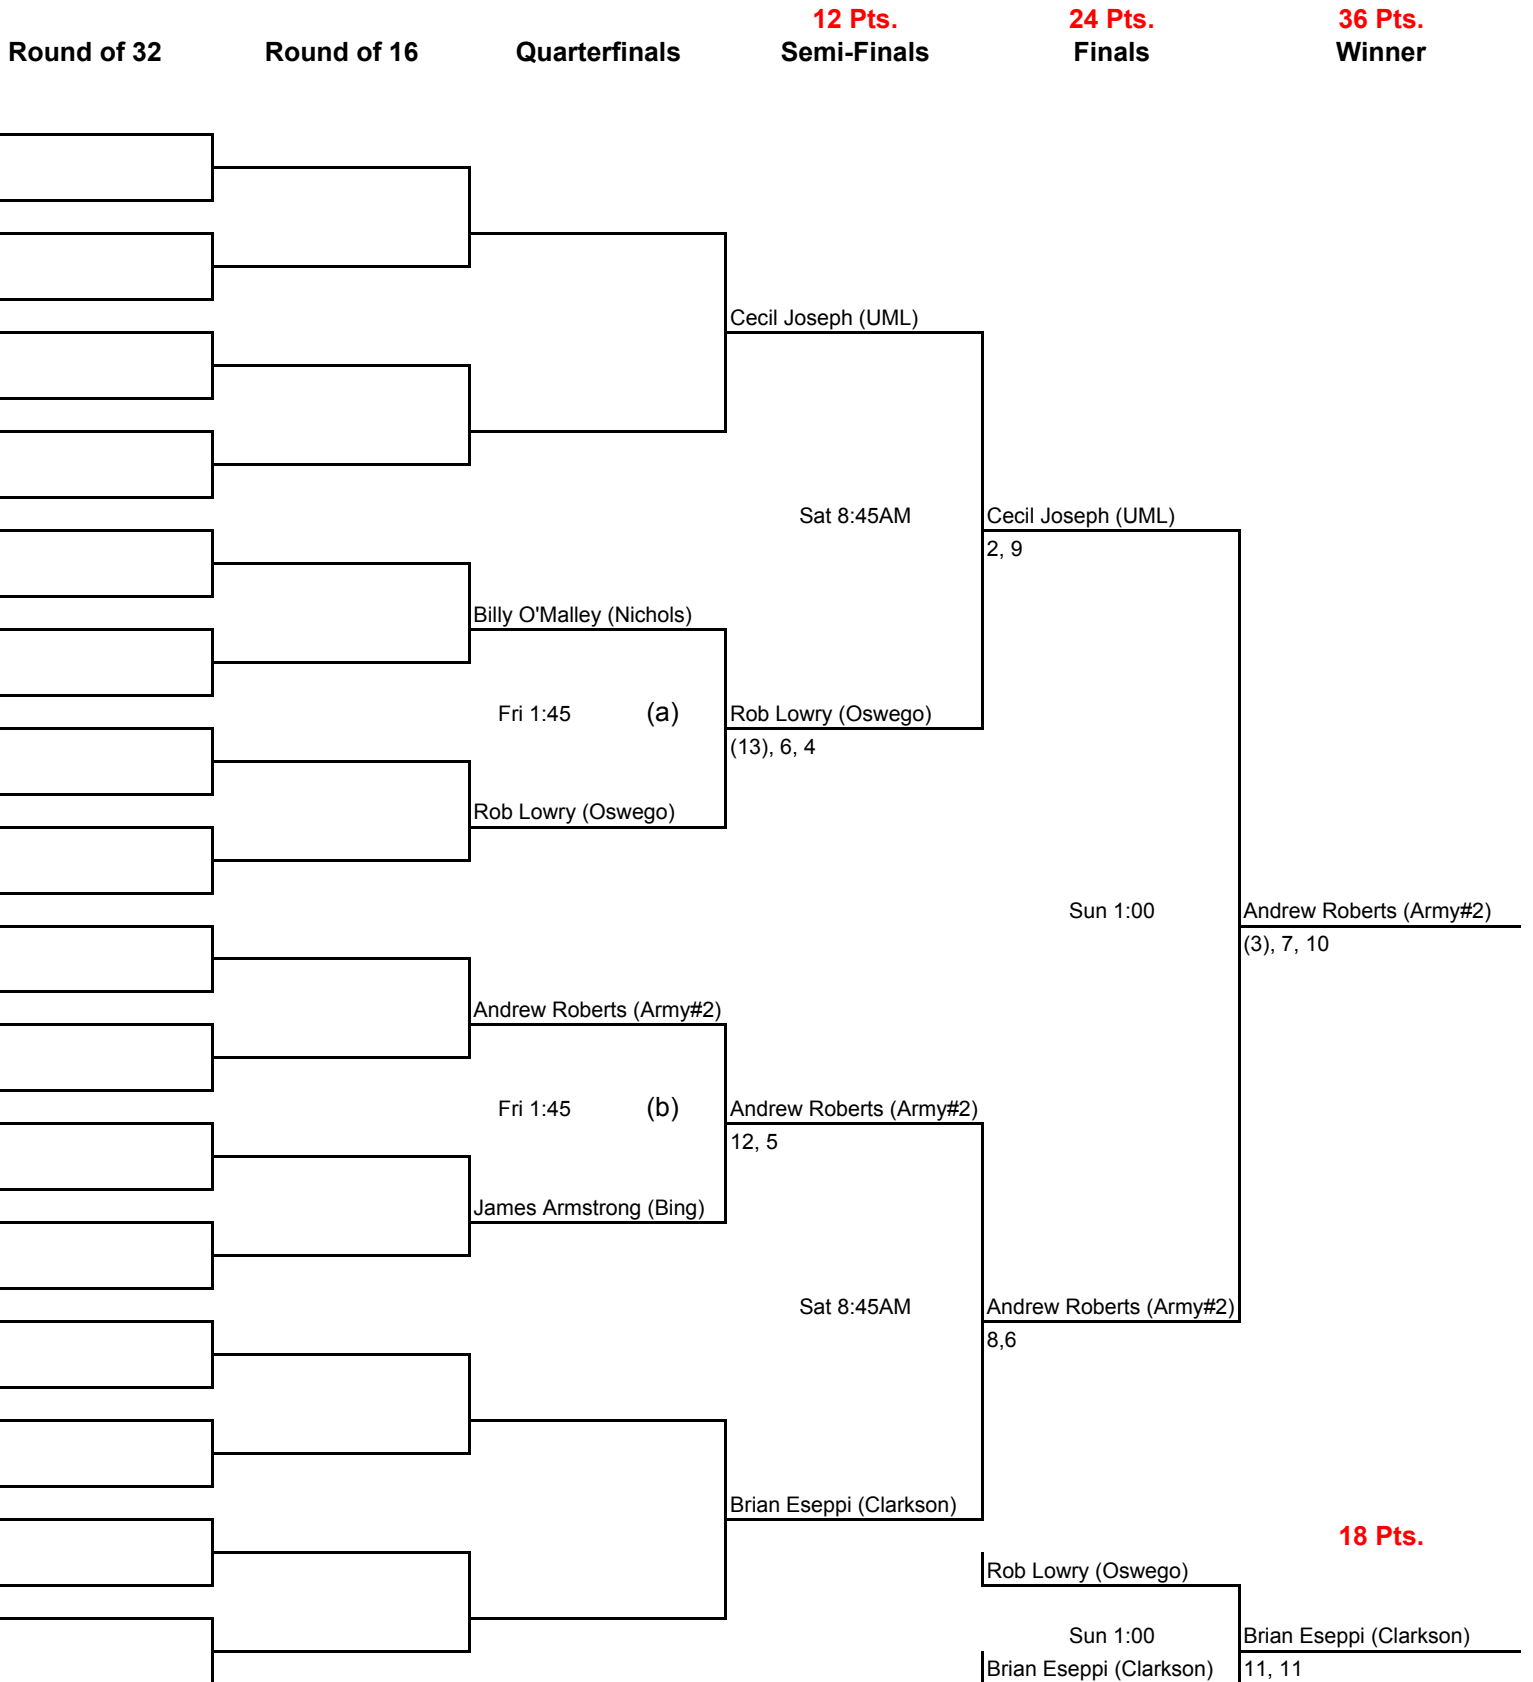 12 Pts. 24 Pts. 36 Pts.
Round of 32 Round of 16 Quarterfinals Semi-Finals Finals Winner
Cecil Joseph (UML)
Sat 8:45AM Cecil Joseph (UML)
2, 9
Billy O'Malley (Nichols)
Fri 1:45 (a) Rob Lowry (Oswego)
(13), 6, 4
Rob Lowry (Oswego)
Sun 1:00 Andrew Roberts (Army#2)
(3), 7, 10
Andrew Roberts (Army#2)
Fri 1:45 (b) Andrew Roberts (Army#2)
12, 5
James Armstrong (Bing)
Sat 8:45AM Andrew Roberts (Army#2)
8,6
Brian Eseppi (Clarkson)
18 Pts.
Rob Lowry (Oswego)
Sun 1:00 Brian Eseppi (Clarkson)
Brian Eseppi (Clarkson) 11, 11